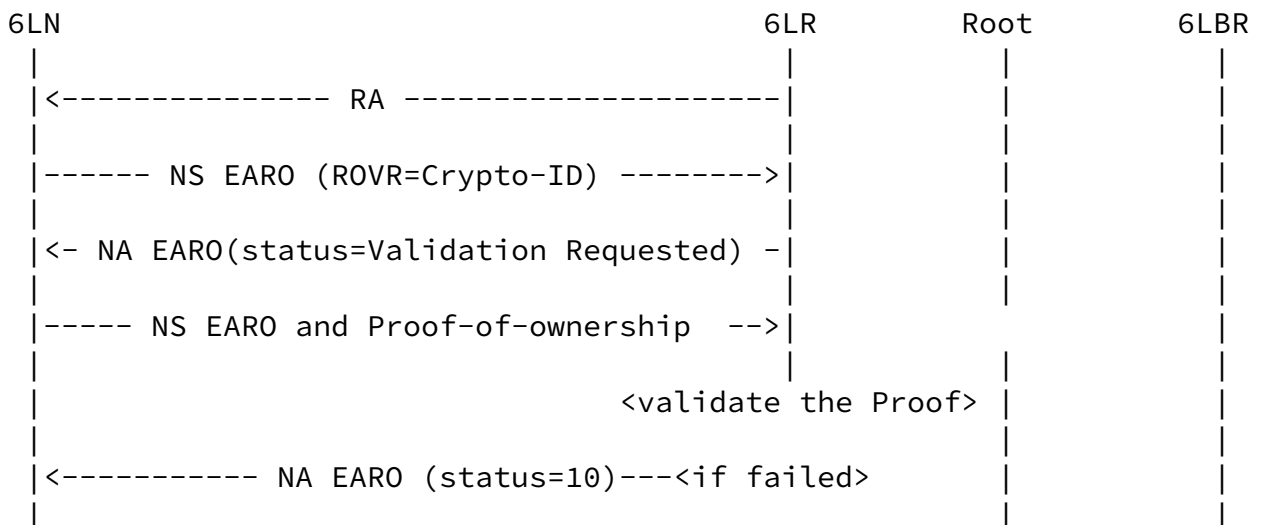 6LN 6LR Root 6LBR
<--------------- RA ---------------------
------ NS EARO (ROVR=Crypto-ID) -------->
<- NA EARO(status=Validation Requested) -
----- NS EARO and Proof-of-ownership -->
<validate the Proof>
<----------- NA EARO (status=10)---<if failed>